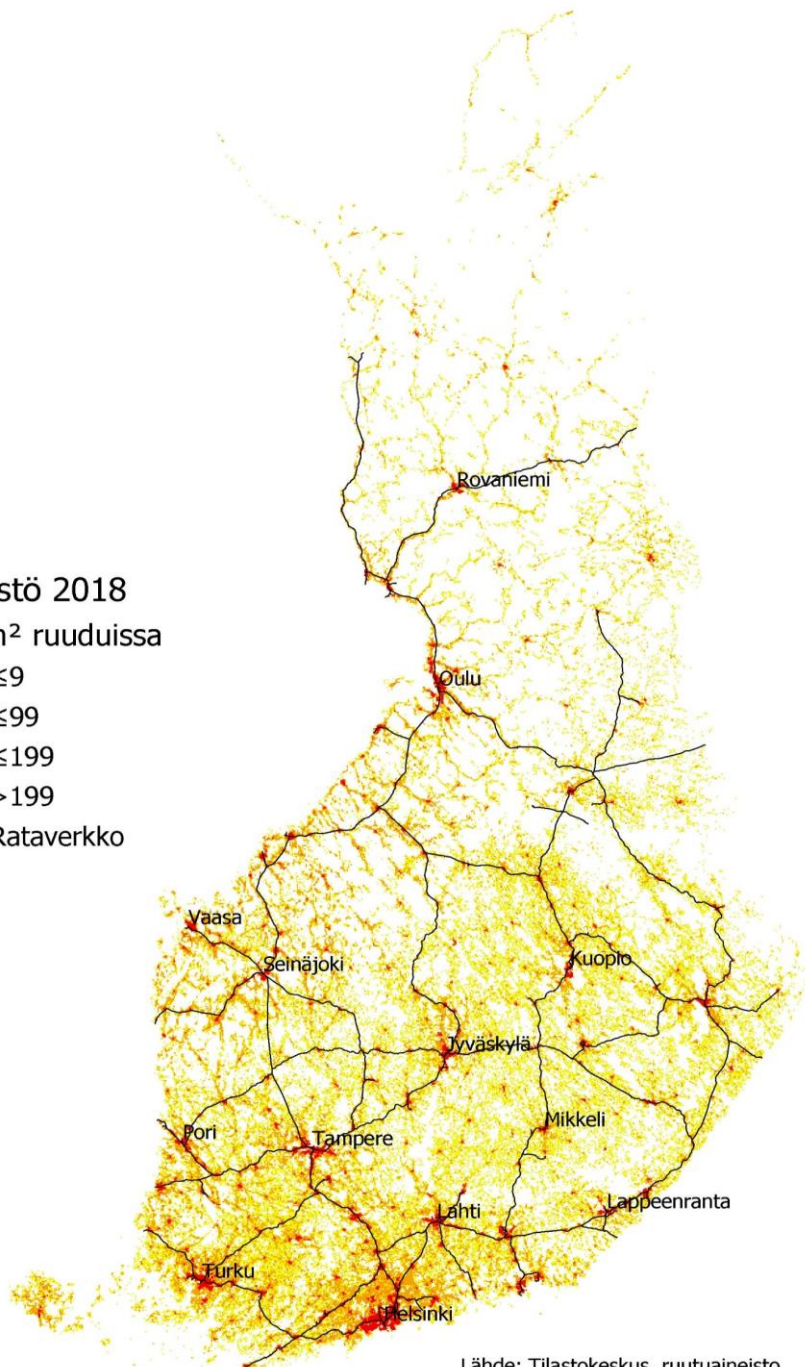 Rovaniemi
stö 2018
n² ruuduissa
≤9
Oulu
≤99
≤199
>199
Rataverkko
Vaasa
Seinäjoki
Kuopio
Jyväskylä
Mikkeli
Pori
Tampere
Lappeenranta
Lahti
Turku
Helsinki
Lähde: Tilastokeskus, ruutuaineisto